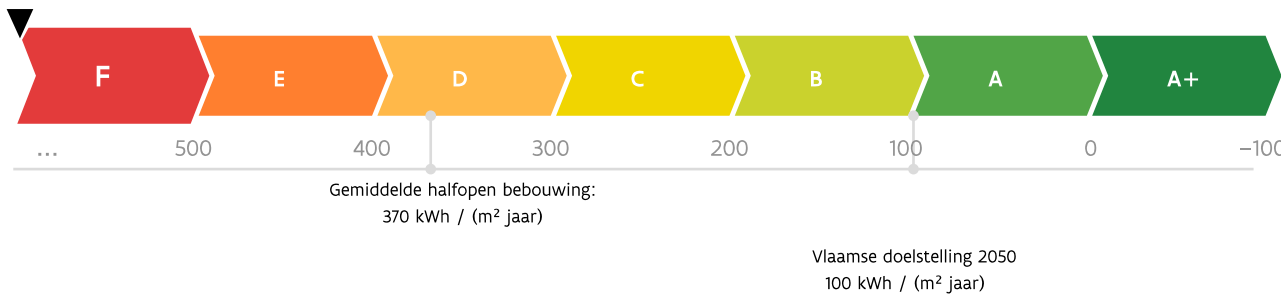 F E D C B A A+
... 500 400 300 200 100 0 −100
Gemiddelde halfopen bebouwing:
370 kWh / (m² jaar)
Vlaamse doelstelling 2050
100 kWh / (m² jaar)